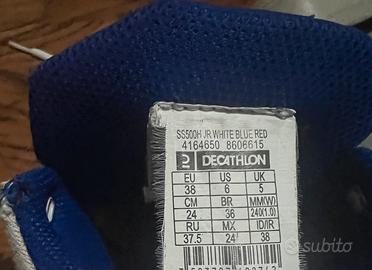 SS500H JR WHITE BLUE RED
4164650 8606615
DECATHLON
EU US UK
38 6 5
CM BR MM(W)
24 36 240(1.0)
RU MX ID/IR
37.5 24 38
subito